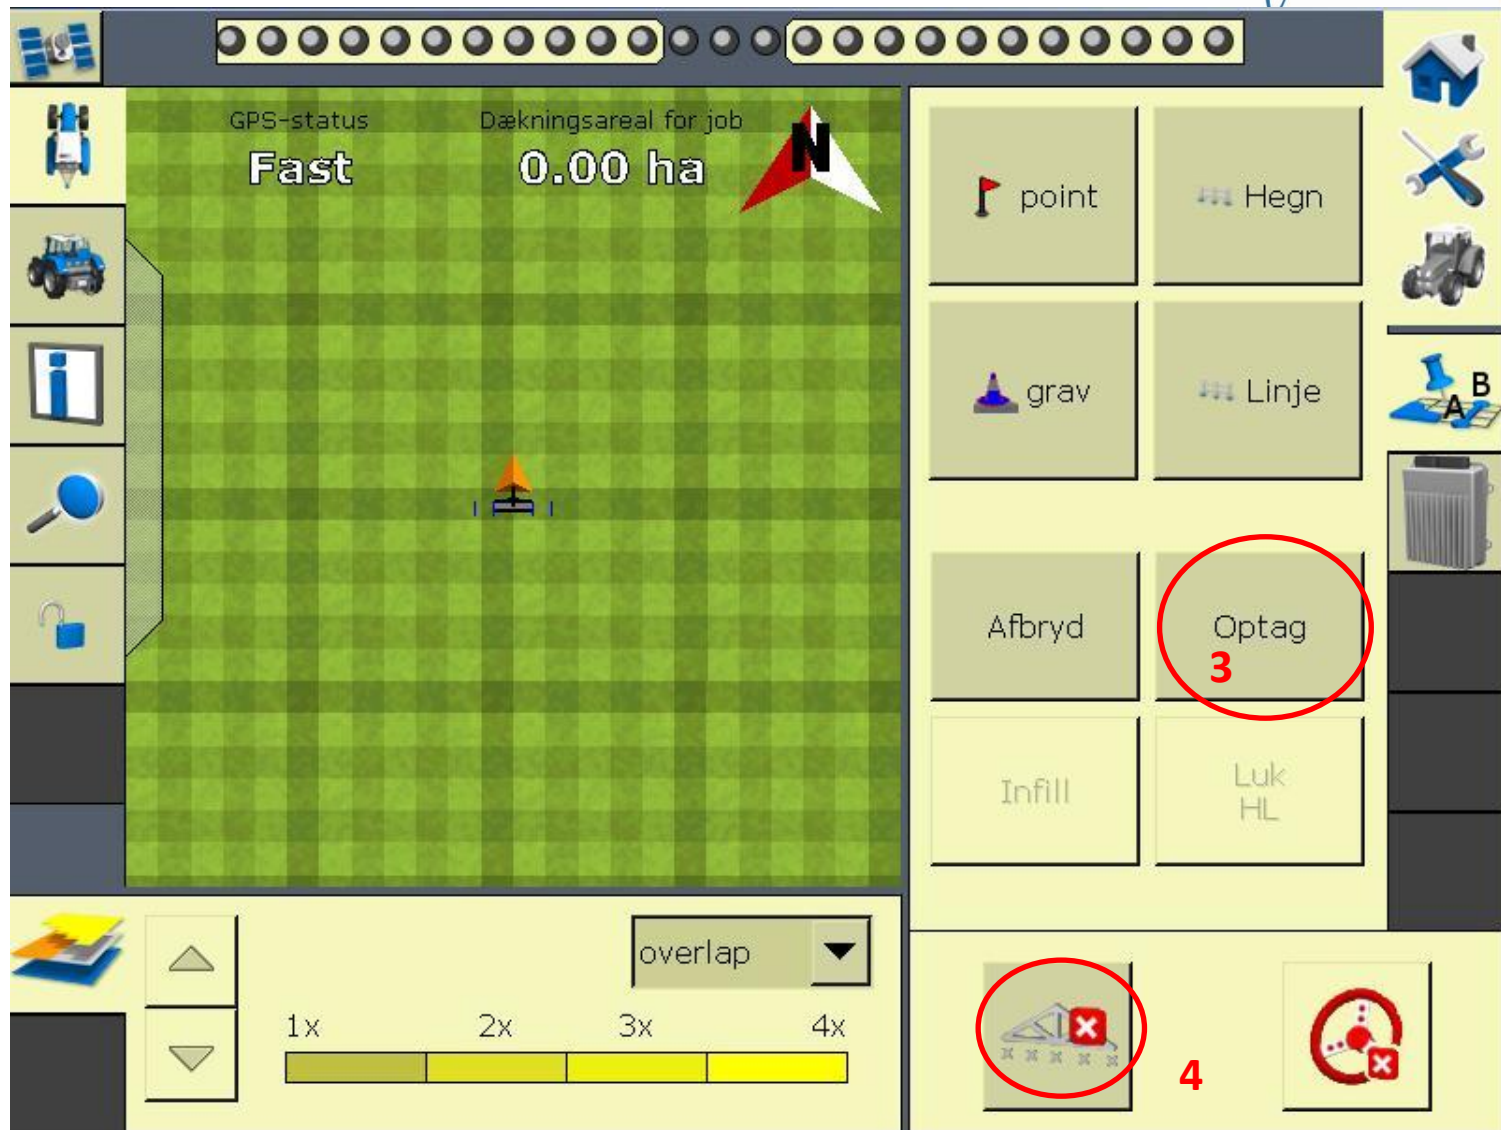 GPS-status
Fast
Dækningsareal for job
0.00 ha
N
point
Hegn
grav
Linje
A B
Afbryd
Optag
3
Infill
Luk
HL
overlap
1x 2x 3x 4x
4